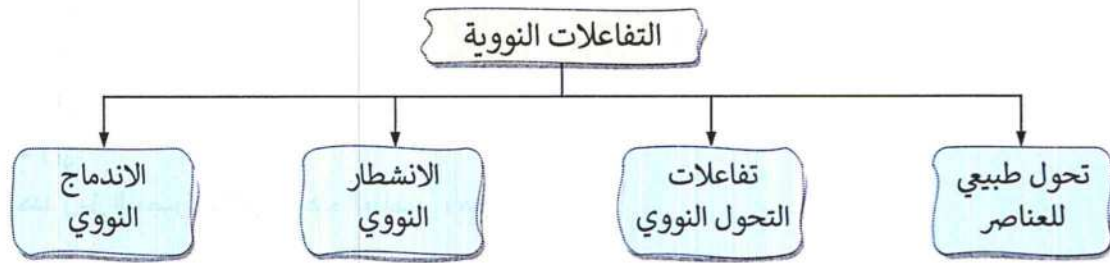 التفاعلات النووية
تحول طبيعي
للعناصر
تفاعلات
التحول النووي
الانشطار
النووي
الاندماج
النووي